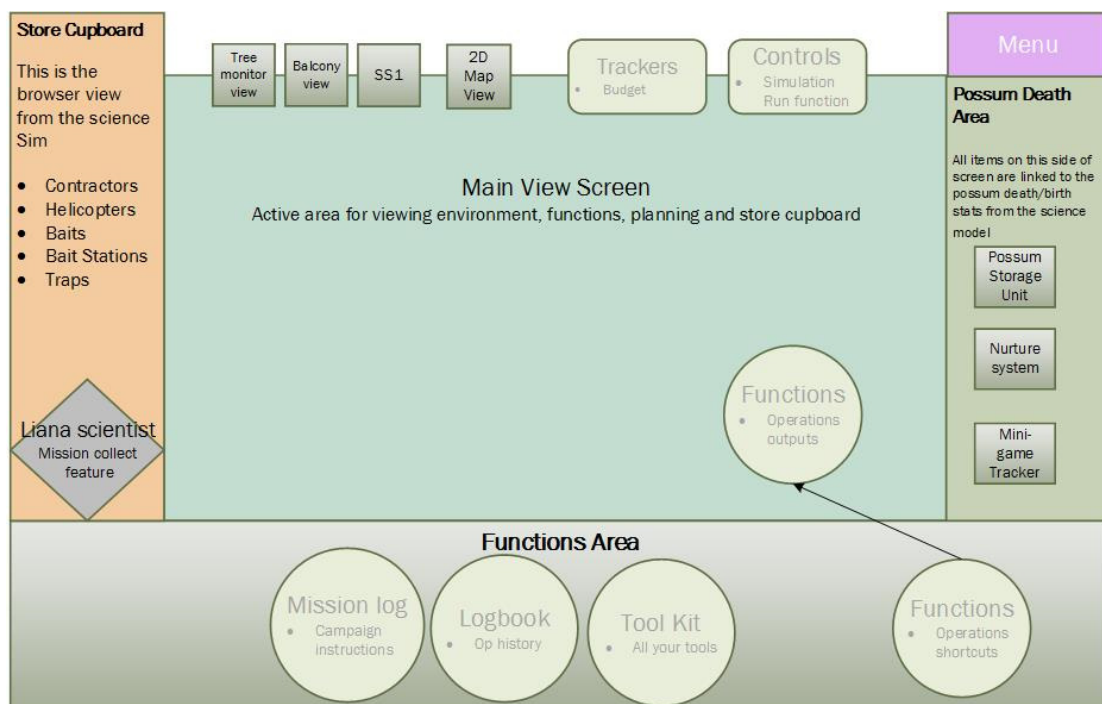 Store Cupboard
This is the
browser view
from the science
Sim
• Contractors
• Helicopters
• Baits
• Bait Stations
• Traps
Liana scientist
Mission collect
feature
Tree
monitor
view
Balcony
view
SS1
2D
Map
View
Trackers
• Budget
Controls
• Simulation
Run function
Menu
Main View Screen
Active area for viewing environment, functions, planning and store cupboard
Functions
• Operations
outputs
Possum Death
Area
All items on this side of
screen are linked to the
possum death/birth
stats from the science
model
Possum
Storage
Unit
Nurture
system
Mini-
game
Tracker
Functions Area
Mission log
• Campaign
instructions
Logbook
• Op history
Tool Kit
• All your tools
Functions
• Operations
shortcuts